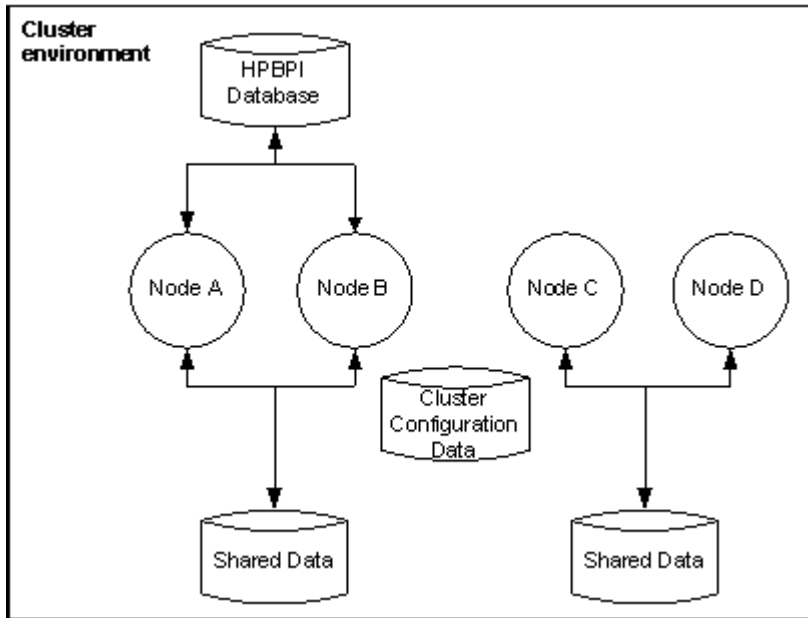 Cluster
environment
HPBPI
Database
Node A
Node B
Node C
Node D
Cluster
Configuration
Data
Shared Data
Shared Data